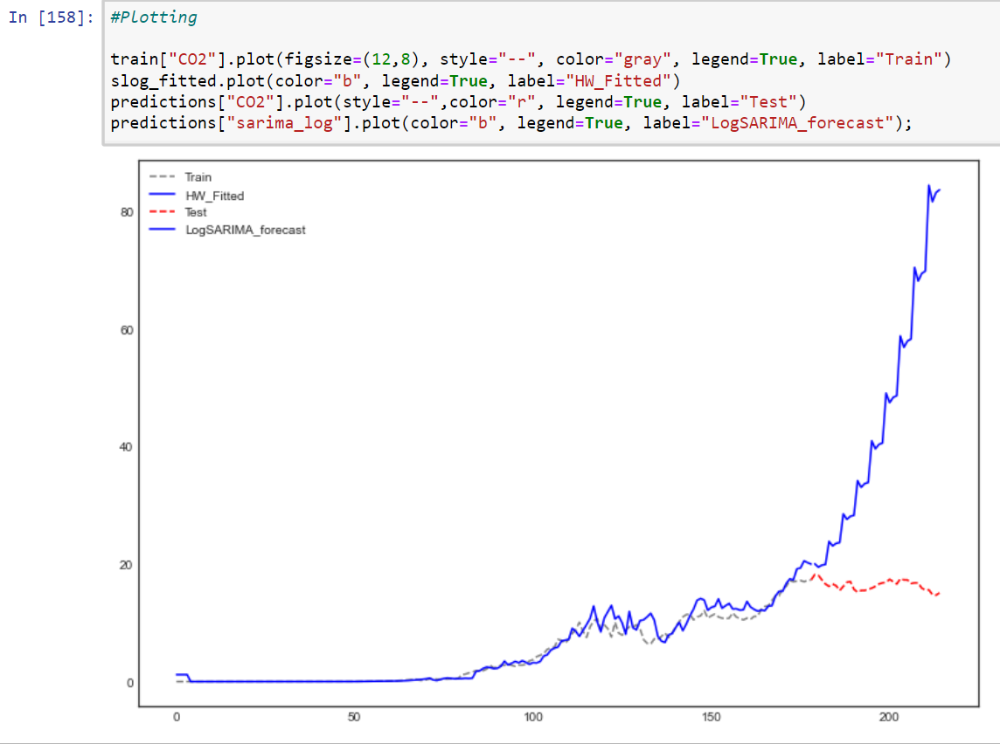 In [158]:
#Plotting
train["CO2"].plot(figsize=(12,8), style="--", color="gray", legend=True, label="Train")
slog_fitted.plot(color="b", legend=True, label="HW_Fitted")
predictions["CO2"].plot(style="--",color="r", legend=True, label="Test")
predictions["sarima_log"].plot(color="b", legend=True, label="LogSARIMA_forecast");
Train
HW_Fitted
Test
LogSARIMA_forecast
80
60
40
20
0
0 50 100 150 200